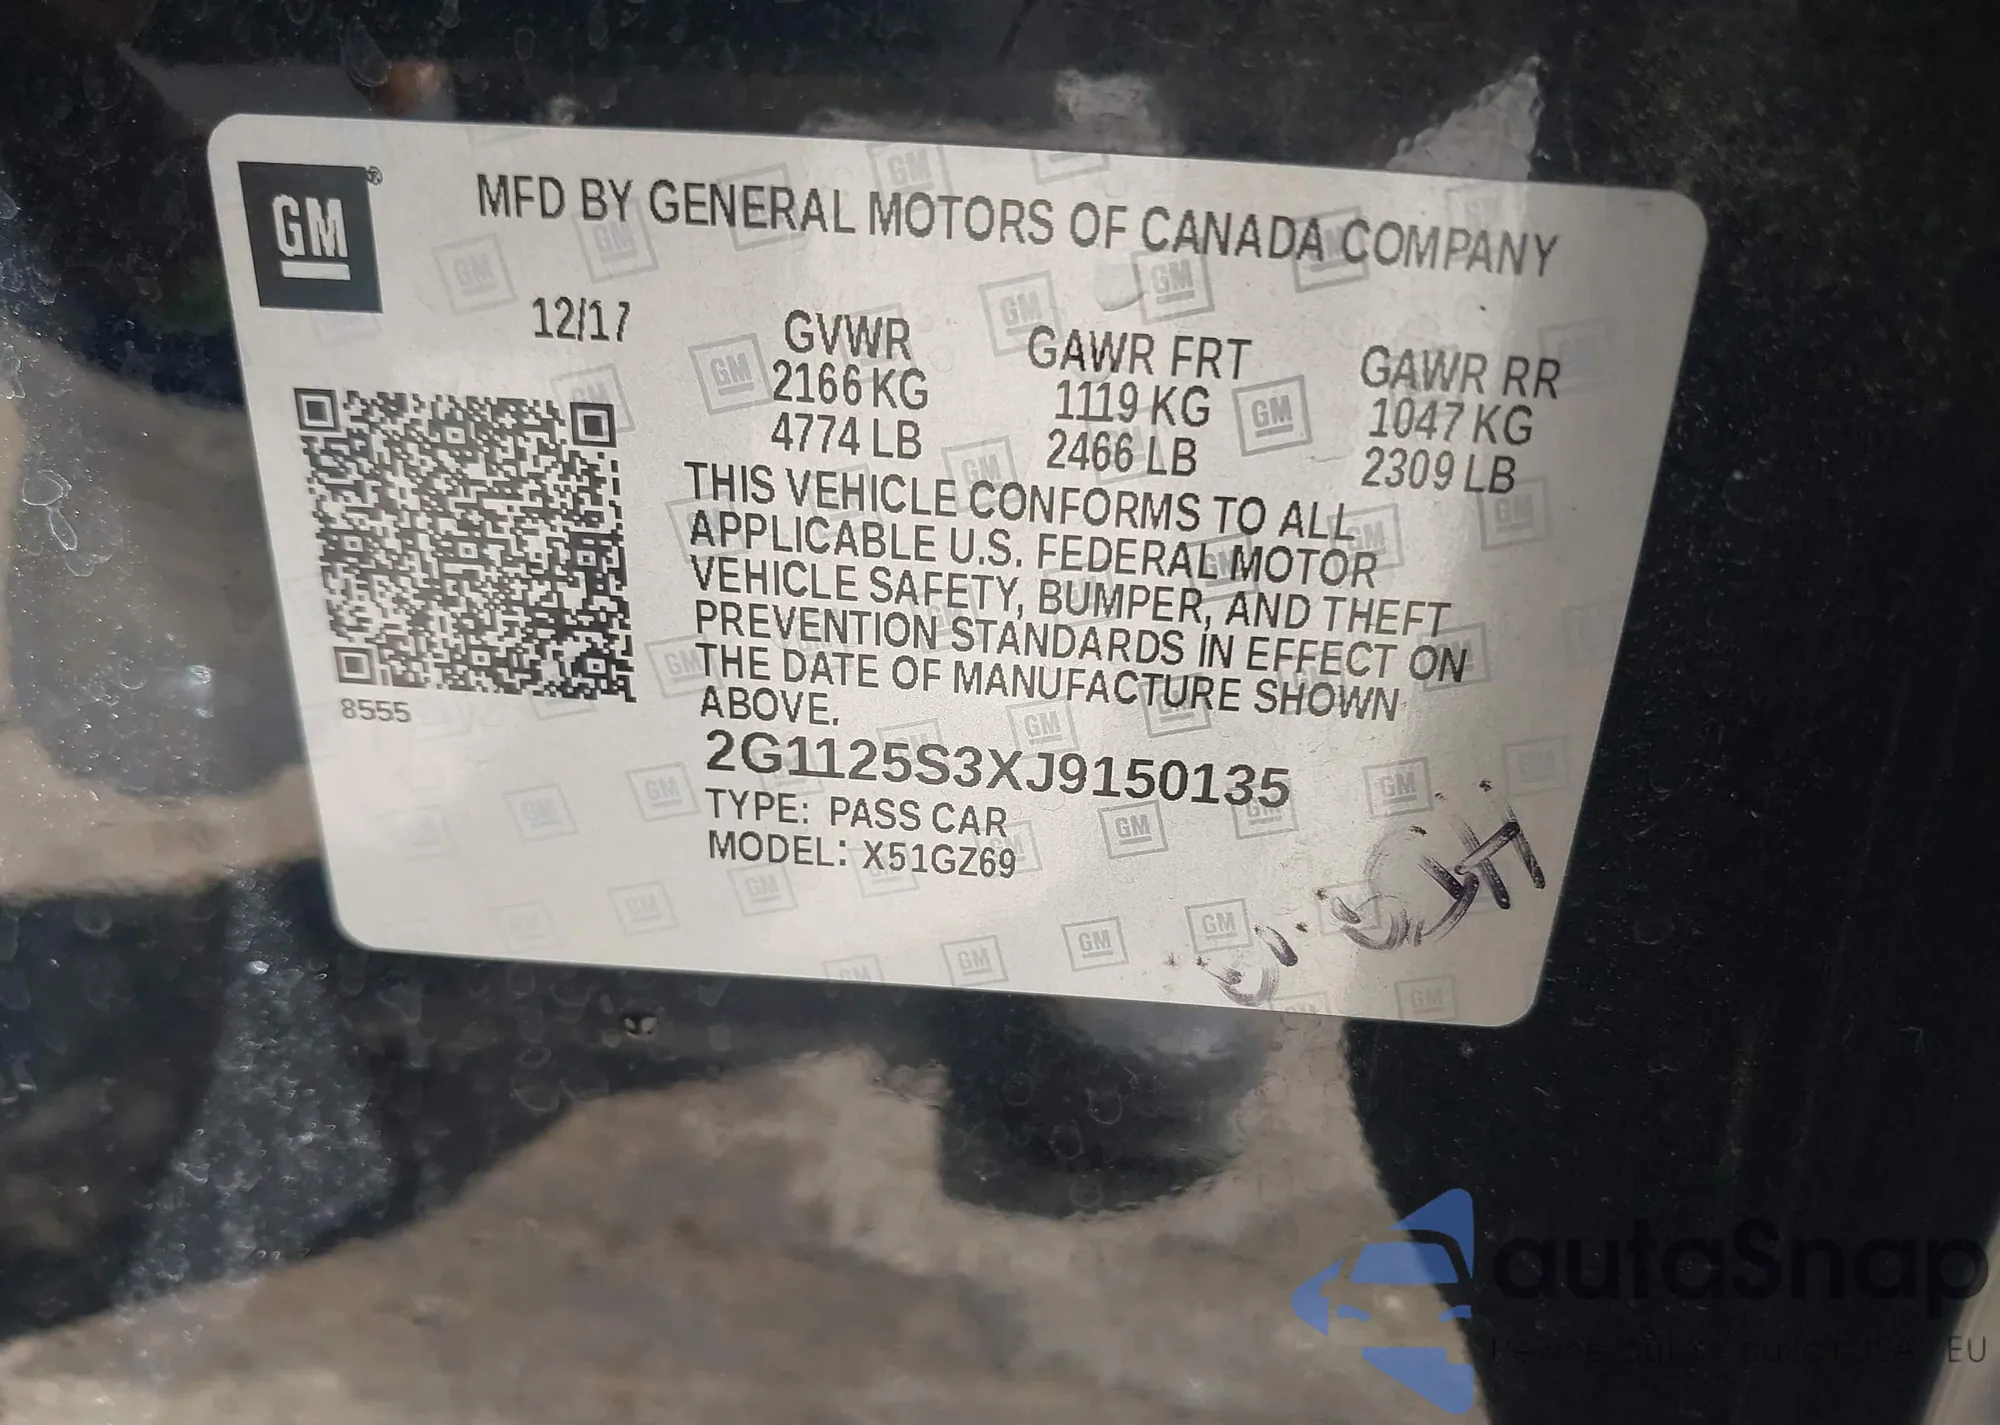 GM®
MFD BY GENERAL MOTORS OF CANADA COMPANY
12/17
GVWR
2166 KG
4774 LB
GAWR FRT
1119 KG
2466 LB
GAWR RR
1047 KG
2309 LB
THIS VEHICLE CONFORMS TO ALL
APPLICABLE U.S. FEDERAL MOTOR
VEHICLE SAFETY, BUMPER, AND THEFT
PREVENTION STANDARDS IN EFFECT ON
THE DATE OF MANUFACTURE SHOWN
ABOVE.
8555
2G1125S3XJ9150135
TYPE: PASS CAR
MODEL: X51GZ69
autaSnap
EU